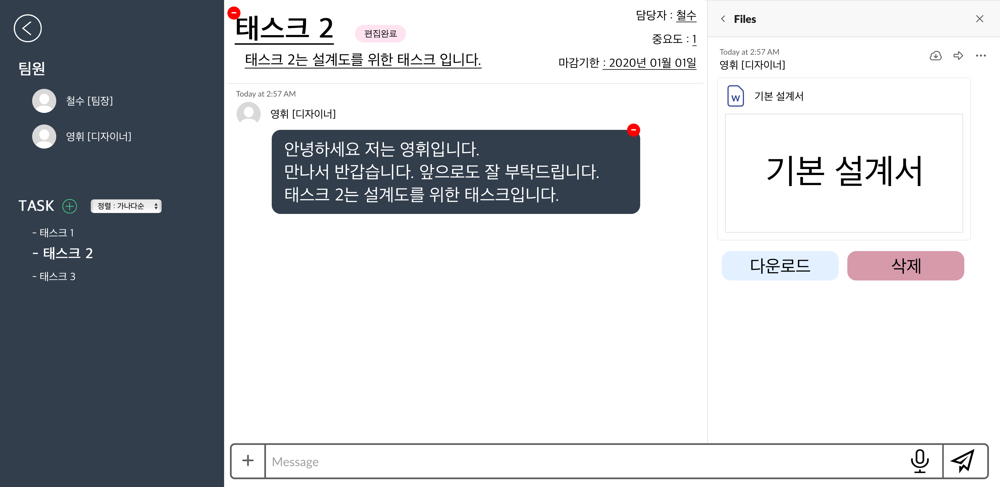 팀원
철수 [팀장]
영휘 [디자이너]
TASK
정렬 : 가나다순
- 태스크 1
- 태스크 2
- 태스크 3
태스크 2
편집완료
태스크 2는 설계도를 위한 태스크 입니다.
담당자 : 철수
중요도 : 1
마감기한 : 2020년 01월 01일
Today at 2:57 AM
영휘 [디자이너]
안녕하세요 저는 영휘입니다.
만나서 반갑습니다. 앞으로도 잘 부탁드립니다.
태스크 2는 설계도를 위한 태스크입니다.
Files
Today at 2:57 AM
영휘 [디자이너]
W
기본 설계서
기본 설계서
다운로드
삭제
Message